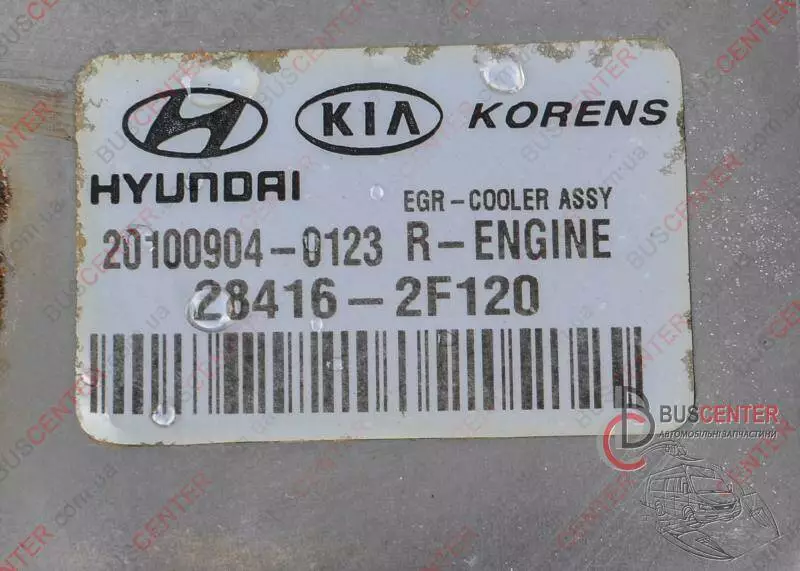 KIA KORENS
HYUNDAI
EGR-COOLER ASSY
20100904-0123 R-ENGINE
28416-2F120
BUSCENTER
АВТОМОБІЛЬНІ ЗАПЧАСТИНИ